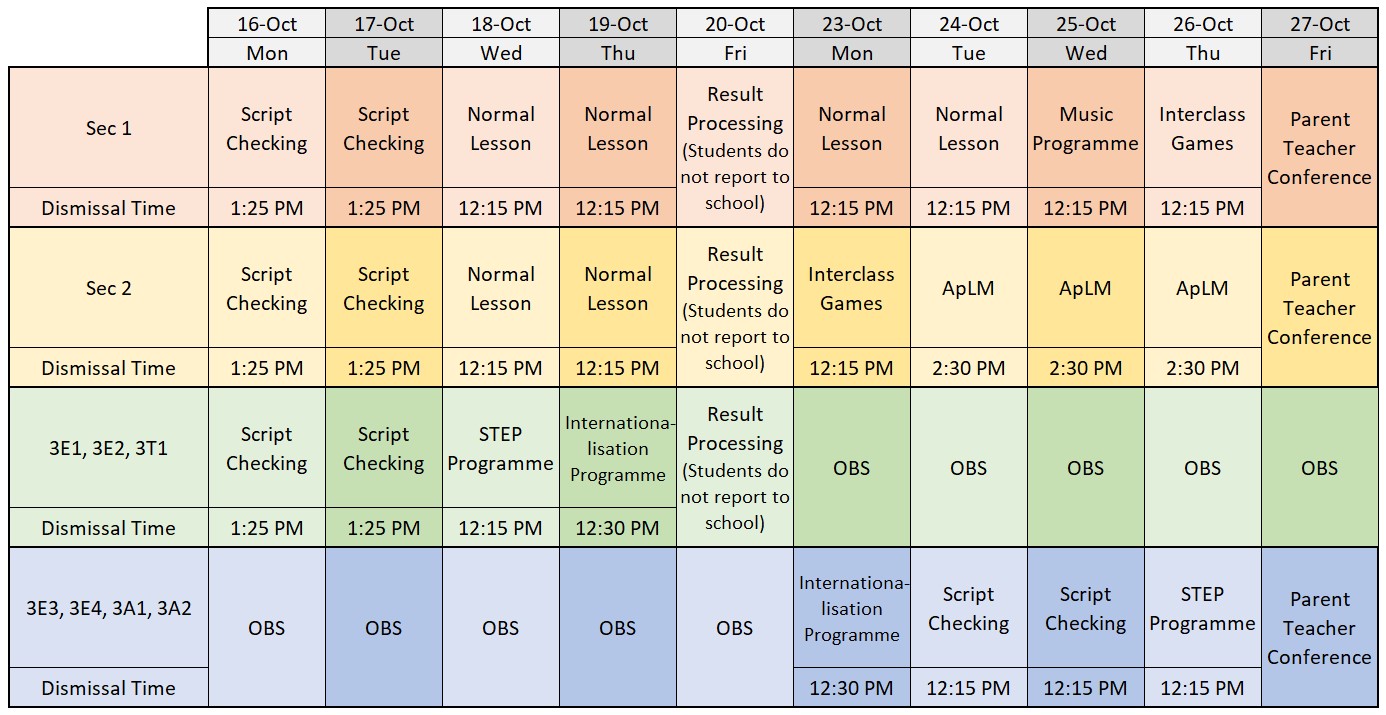 16-Oct 17-Oct 18-Oct 19-Oct 20-Oct 23-Oct 24-Oct 25-Oct 26-Oct 27-Oct
Mon Tue Wed Thu Fri Mon Tue Wed Thu Fri
Sec 1
Script
Checking
Script
Checking
Normal
Lesson
Normal
Lesson
Result
Processing
(Students do
not report to
school)
Normal
Lesson
Normal
Lesson
Music
Programme
Interclass
Games
Parent
Teacher
Conference
Dismissal Time 1:25 PM 1:25 PM 12:15 PM 12:15 PM 12:15 PM 12:15 PM 12:15 PM 12:15 PM
Sec 2
Script
Checking
Script
Checking
Normal
Lesson
Normal
Lesson
Result
Processing
(Students do
not report to
school)
Interclass
Games
ApLM
ApLM
ApLM
Parent
Teacher
Conference
Dismissal Time 1:25 PM 1:25 PM 12:15 PM 12:15 PM 12:15 PM 2:30 PM 2:30 PM 2:30 PM
3E1, 3E2, 3T1
Script
Checking
Script
Checking
STEP
Programme
Internationa-
lisation
Programme
Result
Processing
(Students do
not report to
school)
OBS
OBS
OBS
OBS
OBS
Dismissal Time 1:25 PM 1:25 PM 12:15 PM 12:30 PM
3E3, 3E4, 3A1, 3A2
OBS
OBS
OBS
OBS
OBS
Internationa-
lisation
Programme
Script
Checking
Script
Checking
STEP
Programme
Parent
Teacher
Conference
Dismissal Time 12:30 PM 12:15 PM 12:15 PM 12:15 PM